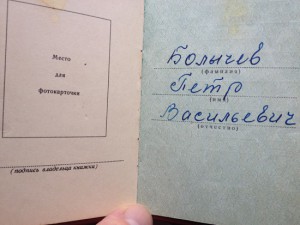 Место
для
фотокарточки
(подпись владельца книжки)
Болычев
(фамилия)
Петр
(имя)
Васильевич
(отчество)